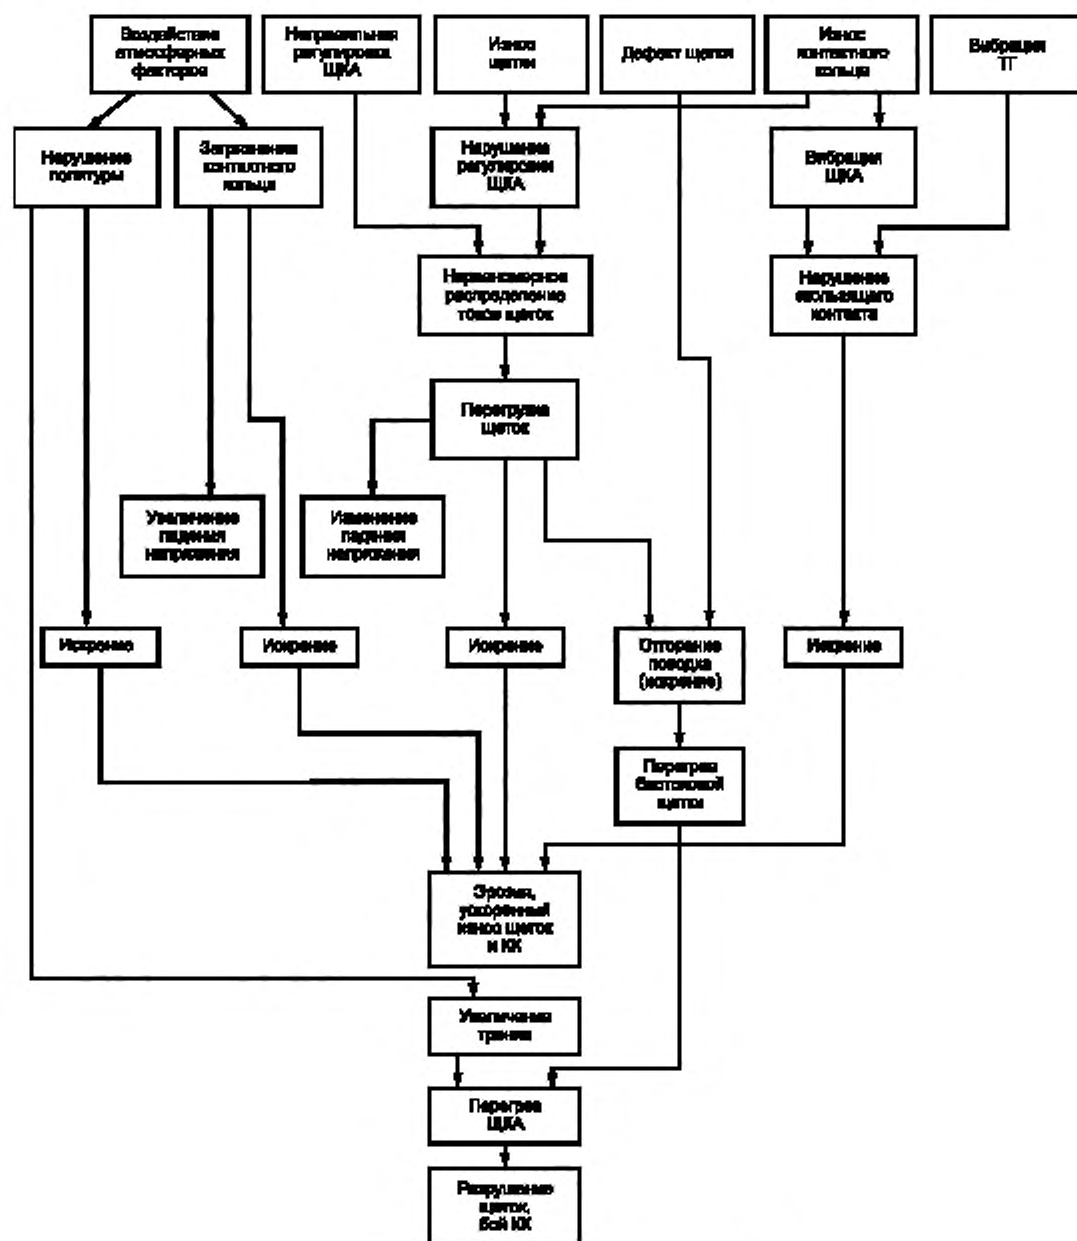 Воздействие
атмосферных
факторов
Неправильная
регулировка
ЩКА
Износ
щетки
Дефект щетки
Износ
контактного
кольца
Вибрация
ТГ
Нарушение
политуры
Загрязнение
контактного
кольца
Нарушение
регулировки
ЩКА
Вибрация
ЩКА
Неравномерное
распределение
токов щеток
Нарушение
скользящего
контакта
Перегрузка
щеток
Увеличение
падения
напряжения
Изменение
падения
напряжения
Искрение
Искрение
Искрение
Отгорание
поводка
(искрение)
Искрение
Перегрев
бестоковой
щетки
Эрозия,
ускоренный
износ щеток
и КК
Увеличение
трения
Перегрев
ЩКА
Разрушение
щеток,
бой КК